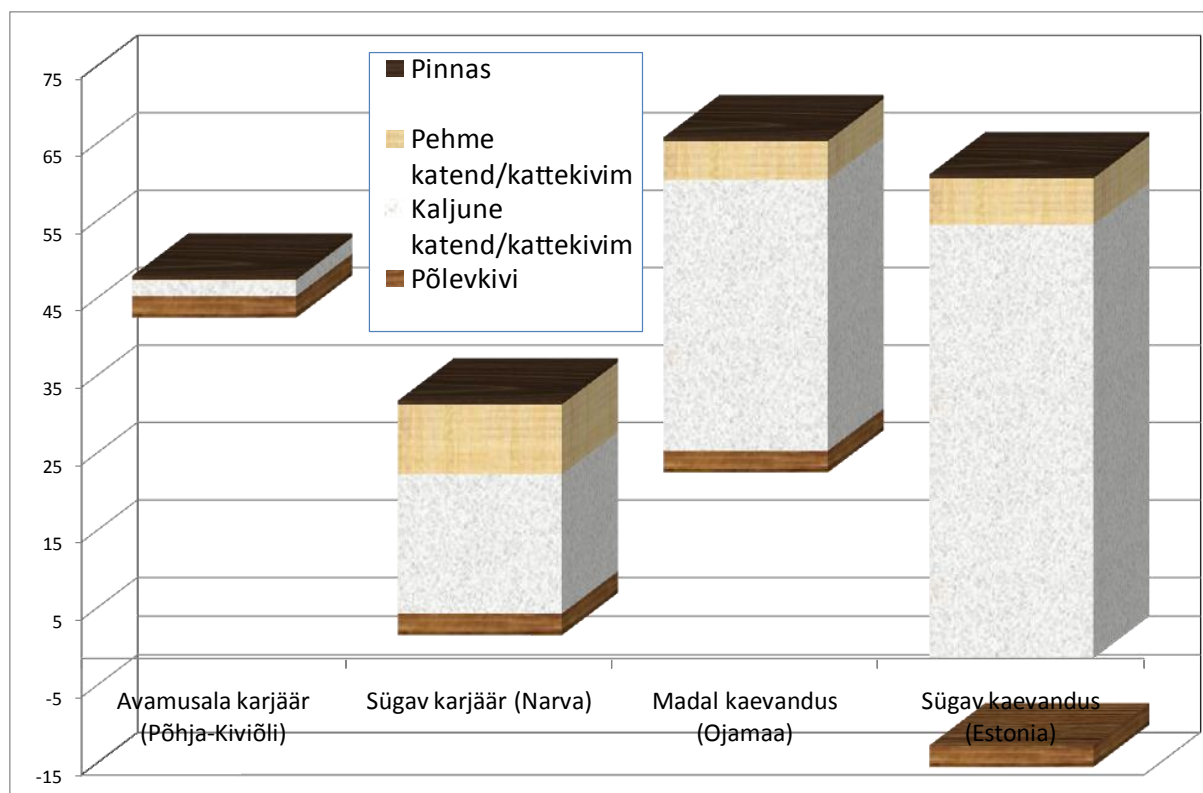 75
65
55
45
35
25
15
5
-5
-15
Pinnas
Pehme
katend/kattekivim
Kaljune
katend/kattekivim
Põlevkivi
Avamusala karjäär
(Põhja-Kiviõli)
Sügav karjäär (Narva)
Madal kaevandus
(Ojamaa)
Sügav kaevandus
(Estonia)